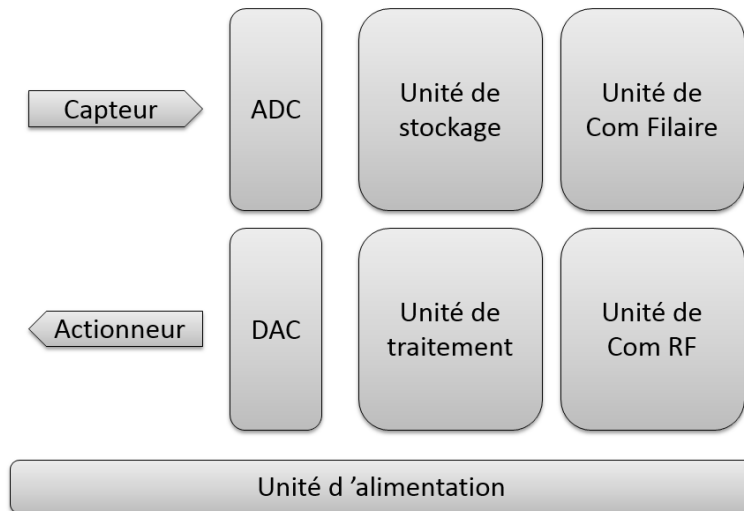 Capteur
ADC
Unité de
stockage
Unité de
Com Filaire
Actionneur
DAC
Unité de
traitement
Unité de
Com RF
Unité d ’alimentation